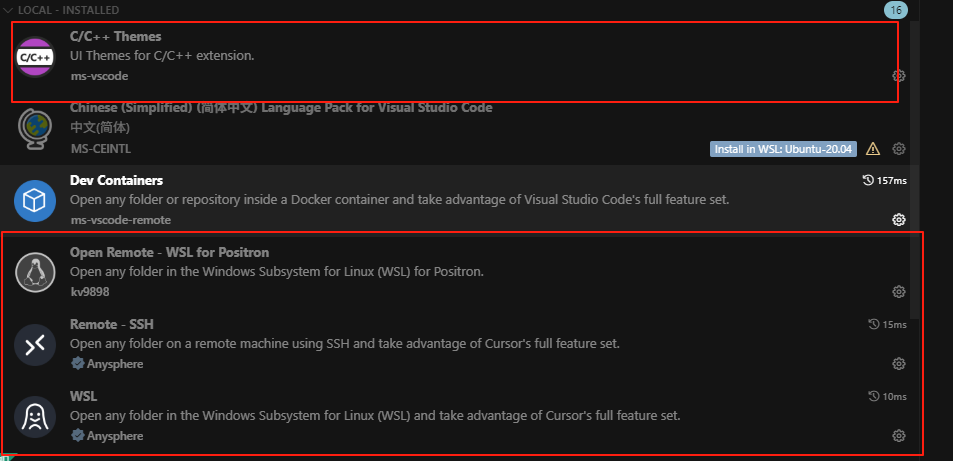 LOCAL - INSTALLED
16
C/C++ Themes
C/C++
UI Themes for C/C++ extension.
ms-vscode
Chinese (Simplified) (简体中文) Language Pack for Visual Studio Code
中文(简体)
MS-CEINTL
Install in WSL: Ubuntu-20.04
Dev Containers
157ms
Open any folder or repository inside a Docker container and take advantage of Visual Studio Code's full feature set.
ms-vscode-remote
Open Remote - WSL for Positron
Open any folder in the Windows Subsystem for Linux (WSL) for Positron.
kv9898
Remote - SSH
15ms
Open any folder on a remote machine using SSH and take advantage of Cursor's full feature set.
Anysphere
WSL
10ms
Open any folder in the Windows Subsystem for Linux (WSL) and take advantage of Cursor's full feature set.
Anysphere